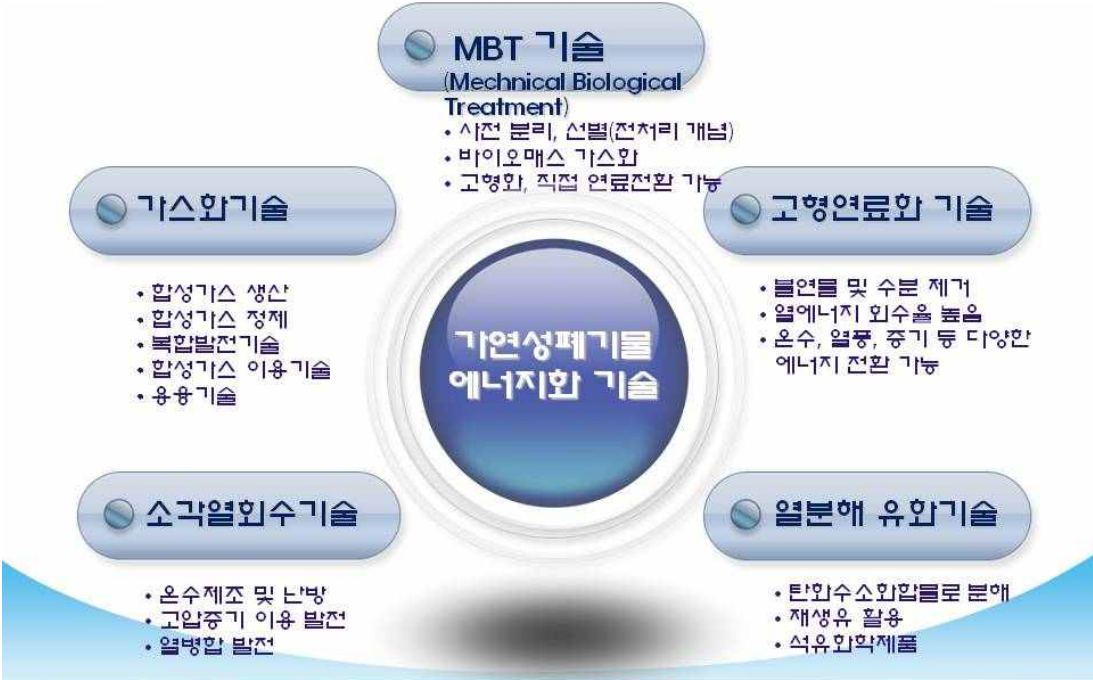 MBT 기술
(Mechnical Biological
Treatment)
• 사전 분리, 선별(전처리 개념)
• 바이오매스 가스화
• 고형화, 직접 연료전환 가능
가스화기술
• 합성가스 생산
• 합성가스 정제
• 복합발전기술
• 합성가스 이용기술
• 용융기술
고형연료화 기술
• 불연물 및 수분 제거
• 열에너지 회수율 높음
• 온수, 열풍, 증기 등 다양한
에너지 전환 가능
가연성폐기물
에너지화 기술
소각열회수기술
• 온수제조 및 난방
• 고압증기 이용 발전
• 열병합 발전
열분해 유화기술
• 탄화수소화합물로 분해
• 재생유 활용
• 석유화학제품